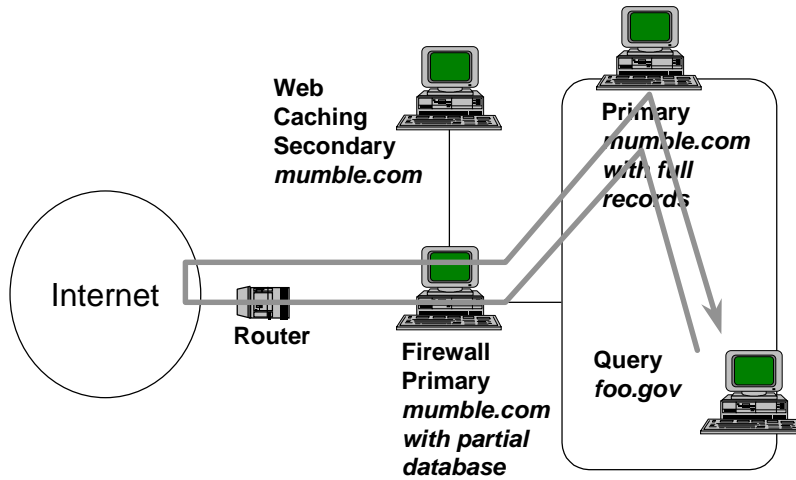 Web
Caching
Secondary
mumble.com
Primary
mumble.com
with full
records
Internet
Router
Firewall
Primary
mumble.com
with partial
database
Query
foo.gov